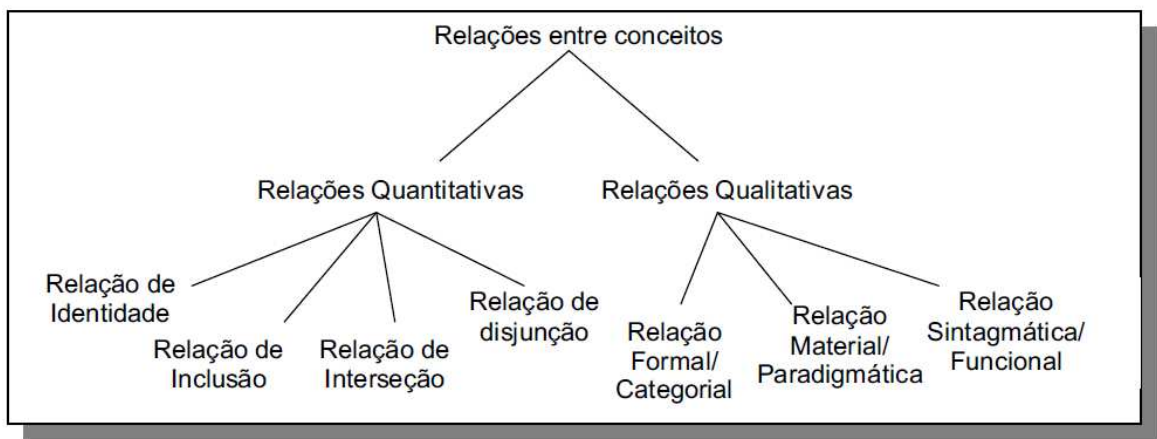 Relações entre conceitos
Relações Quantitativas
Relações Qualitativas
Relação de
Identidade
Relação de
Inclusão
Relação de
Interseção
Relação de
disjunção
Relação
Formal/
Categorial
Relação
Material/
Paradigmática
Relação
Sintagmática/
Funcional